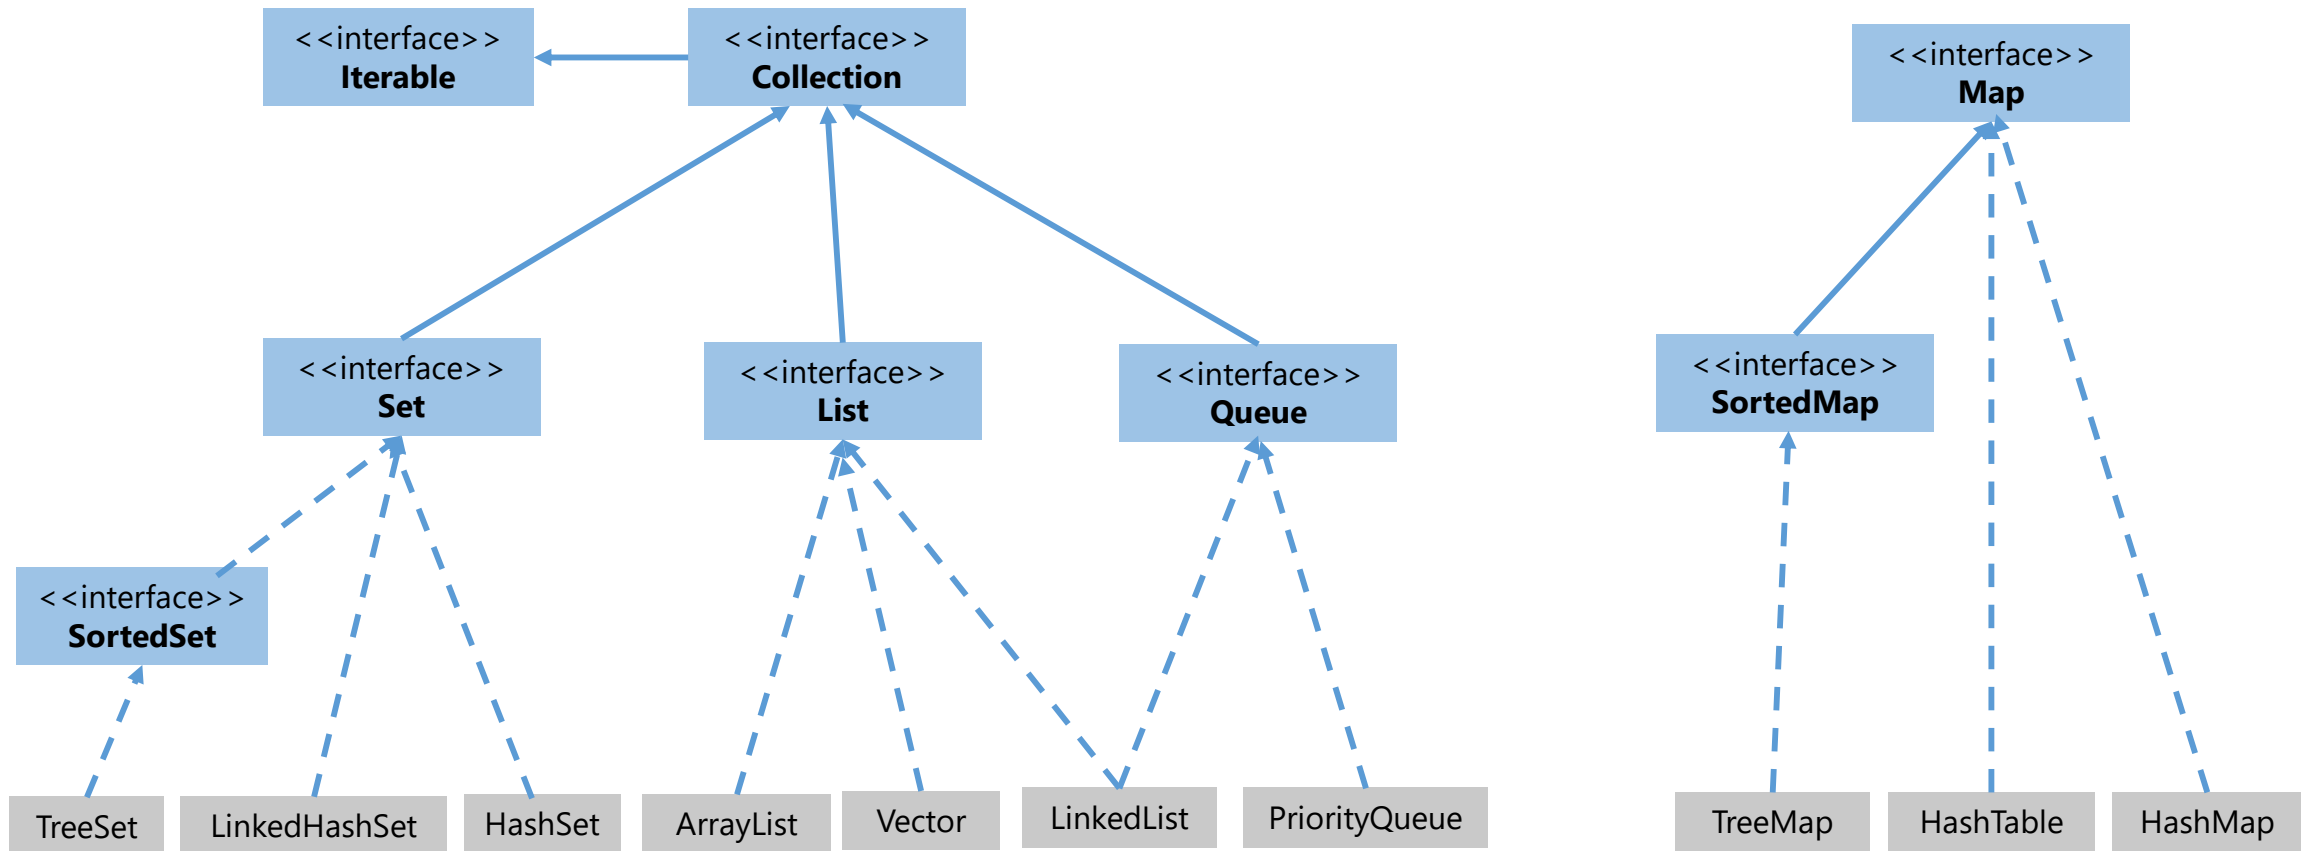 <<interface>>
Iterable
<<interface>>
Collection
<<interface>>
Map
<<interface>>
Set
<<interface>>
List
<<interface>>
Queue
<<interface>>
SortedMap
<<interface>>
SortedSet
TreeSet
LinkedHashSet
HashSet
ArrayList
Vector
LinkedList
PriorityQueue
TreeMap
HashTable
HashMap